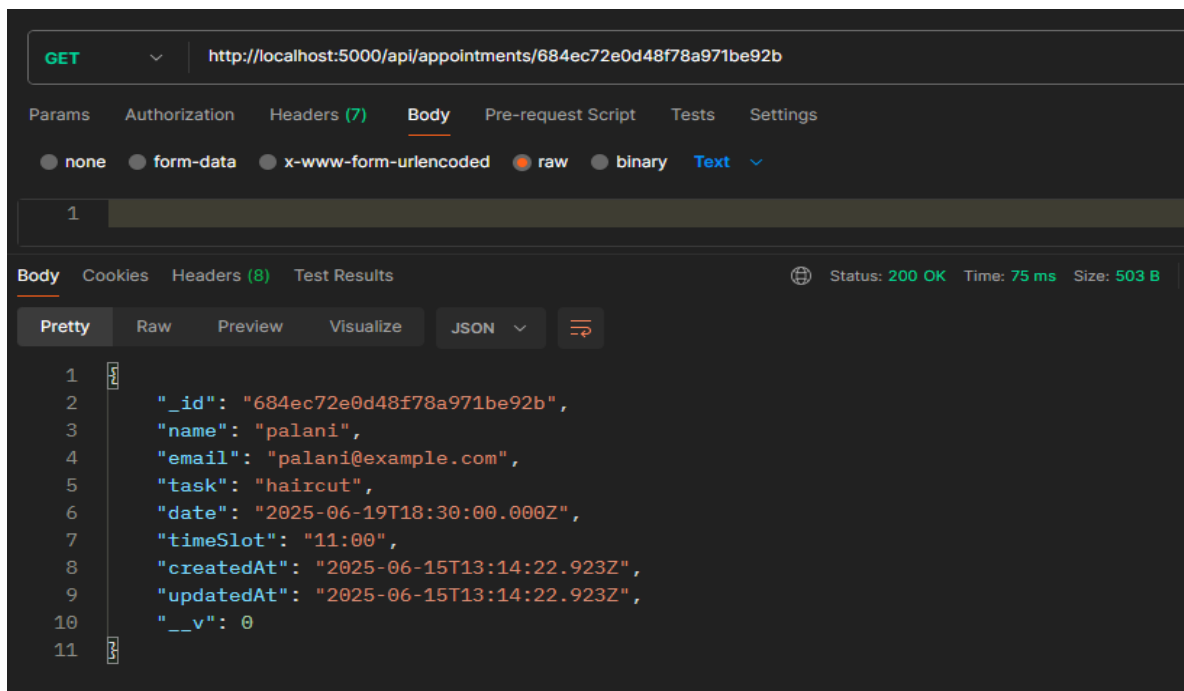 GET http://localhost:5000/api/appointments/684ec72e0d48f78a971be92b
Params Authorization Headers (7) Body Pre-request Script Tests Settings
none form-data x-www-form-urlencoded raw binary Text
1
Body Cookies Headers (8) Test Results Status: 200 OK Time: 75 ms Size: 503 B
Pretty Raw Preview Visualize JSON
1 {
2 "_id": "684ec72e0d48f78a971be92b",
3 "name": "palani",
4 "email": "palani@example.com",
5 "task": "haircut",
6 "date": "2025-06-19T18:30:00.000Z",
7 "timeSlot": "11:00",
8 "createdAt": "2025-06-15T13:14:22.923Z",
9 "updatedAt": "2025-06-15T13:14:22.923Z",
10 "__v": 0
11 }